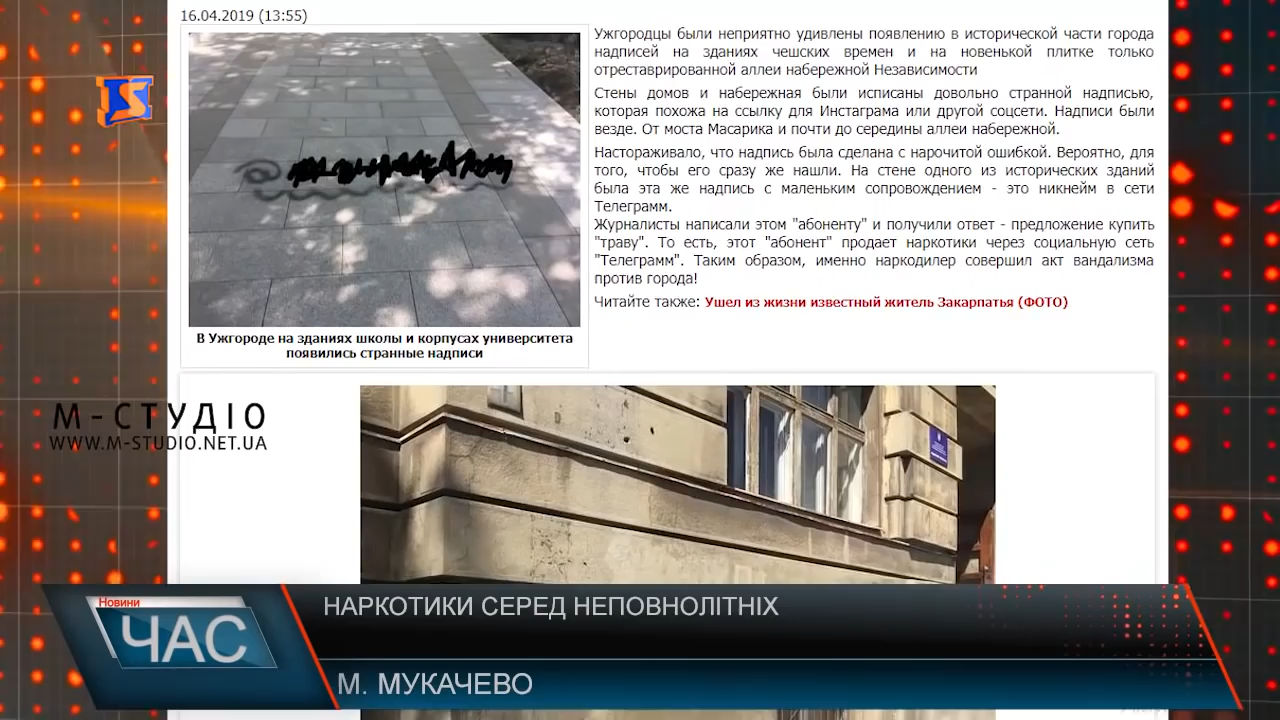 16.04.2019 (13:55)
Ужгородцы были неприятно удивлены появлению в исторической части города
надписей на зданиях чешских времен и на новенькой плитке только
отреставрированной аллеи набережной Независимости
Стены домов и набережная были исписаны довольно странной надписью,
которая похожа на ссылку для Инстаграма или другой соцсети. Надписи были
везде. От моста Масарика и почти до середины аллеи набережной.
Настораживало, что надпись была сделана с нарочитой ошибкой. Вероятно, для
того, чтобы его сразу же нашли. На стене одного из исторических зданий
была эта же надпись с маленьким сопровождением - это никнейм в сети
Телеграмм.
Журналисты написали этом "абоненту" и получили ответ - предложение купить
"траву". То есть, этот "абонент" продает наркотики через социальную сеть
"Телеграмм". Таким образом, именно наркодилер совершил акт вандализма
против города!
Читайте также: Ушел из жизни известный житель Закарпатья (ФОТО)
В Ужгороде на зданиях школы и корпусах университета
появились странные надписи
М-СТУДІО
WWW.M-STUDIO.NET.UA
Новини
ЧАС
НАРКОТИКИ СЕРЕД НЕПОВНОЛІТНІХ
М. МУКАЧЕВО